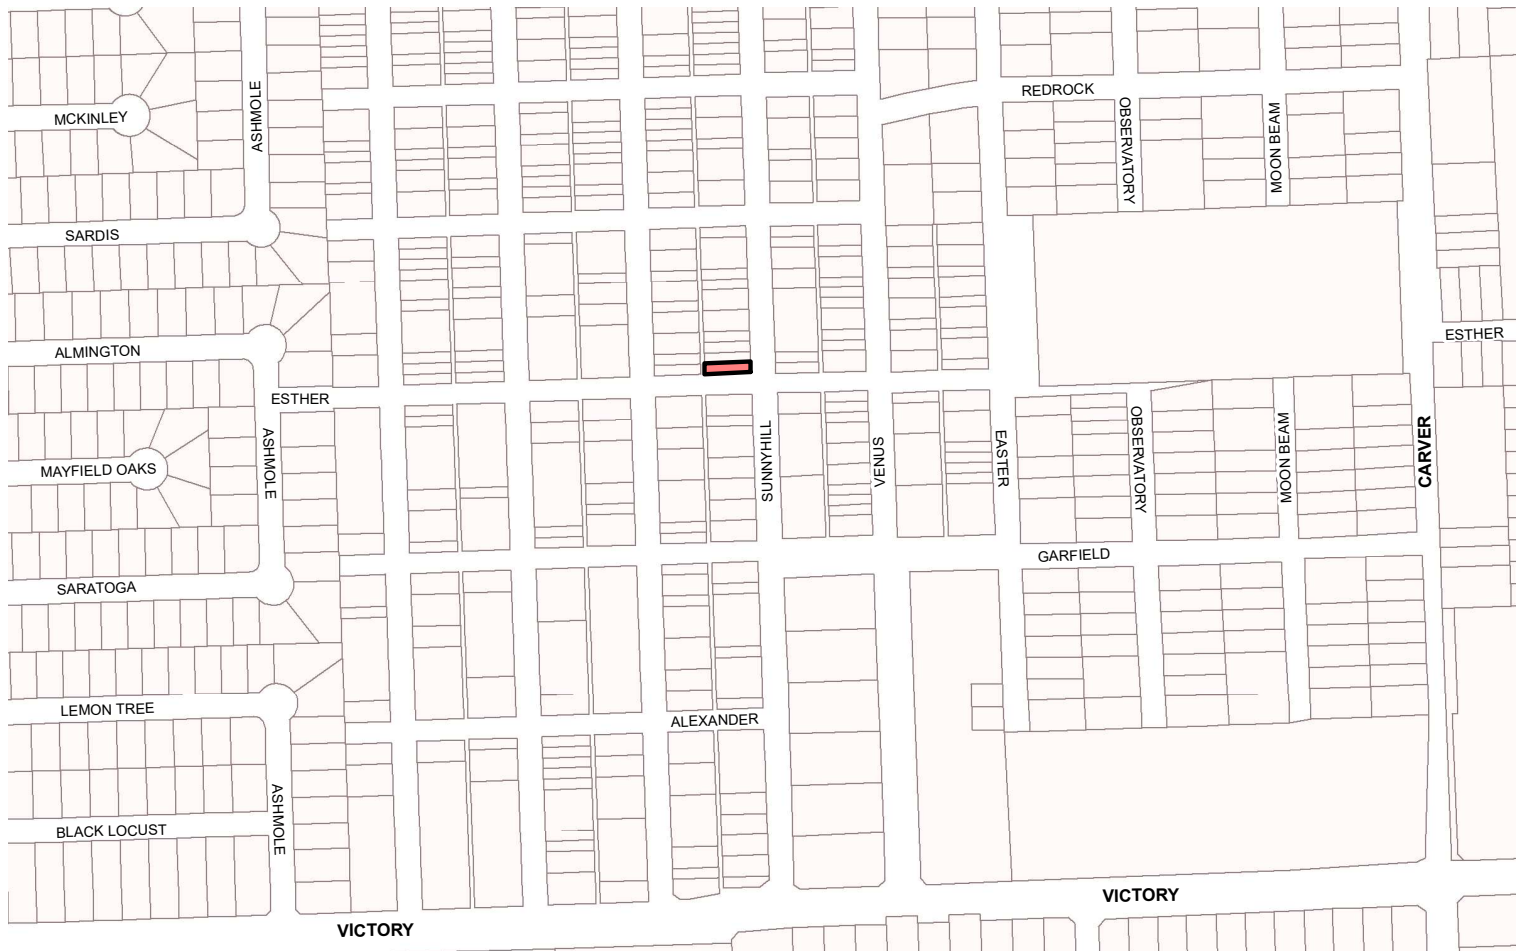 REDROCK
ASHMOLE
MCKINLEY
OBSERVATORY
MOON BEAM
SARDIS
ESTHER
ALMINGTON
ESTHER
ASHMOLE
MAYFIELD OAKS
SUNNYHILL
VENUS
EASTER
OBSERVATORY
MOON BEAM
CARVER
GARFIELD
SARATOGA
LEMON TREE
ALEXANDER
ASHMOLE
BLACK LOCUST
VICTORY
VICTORY